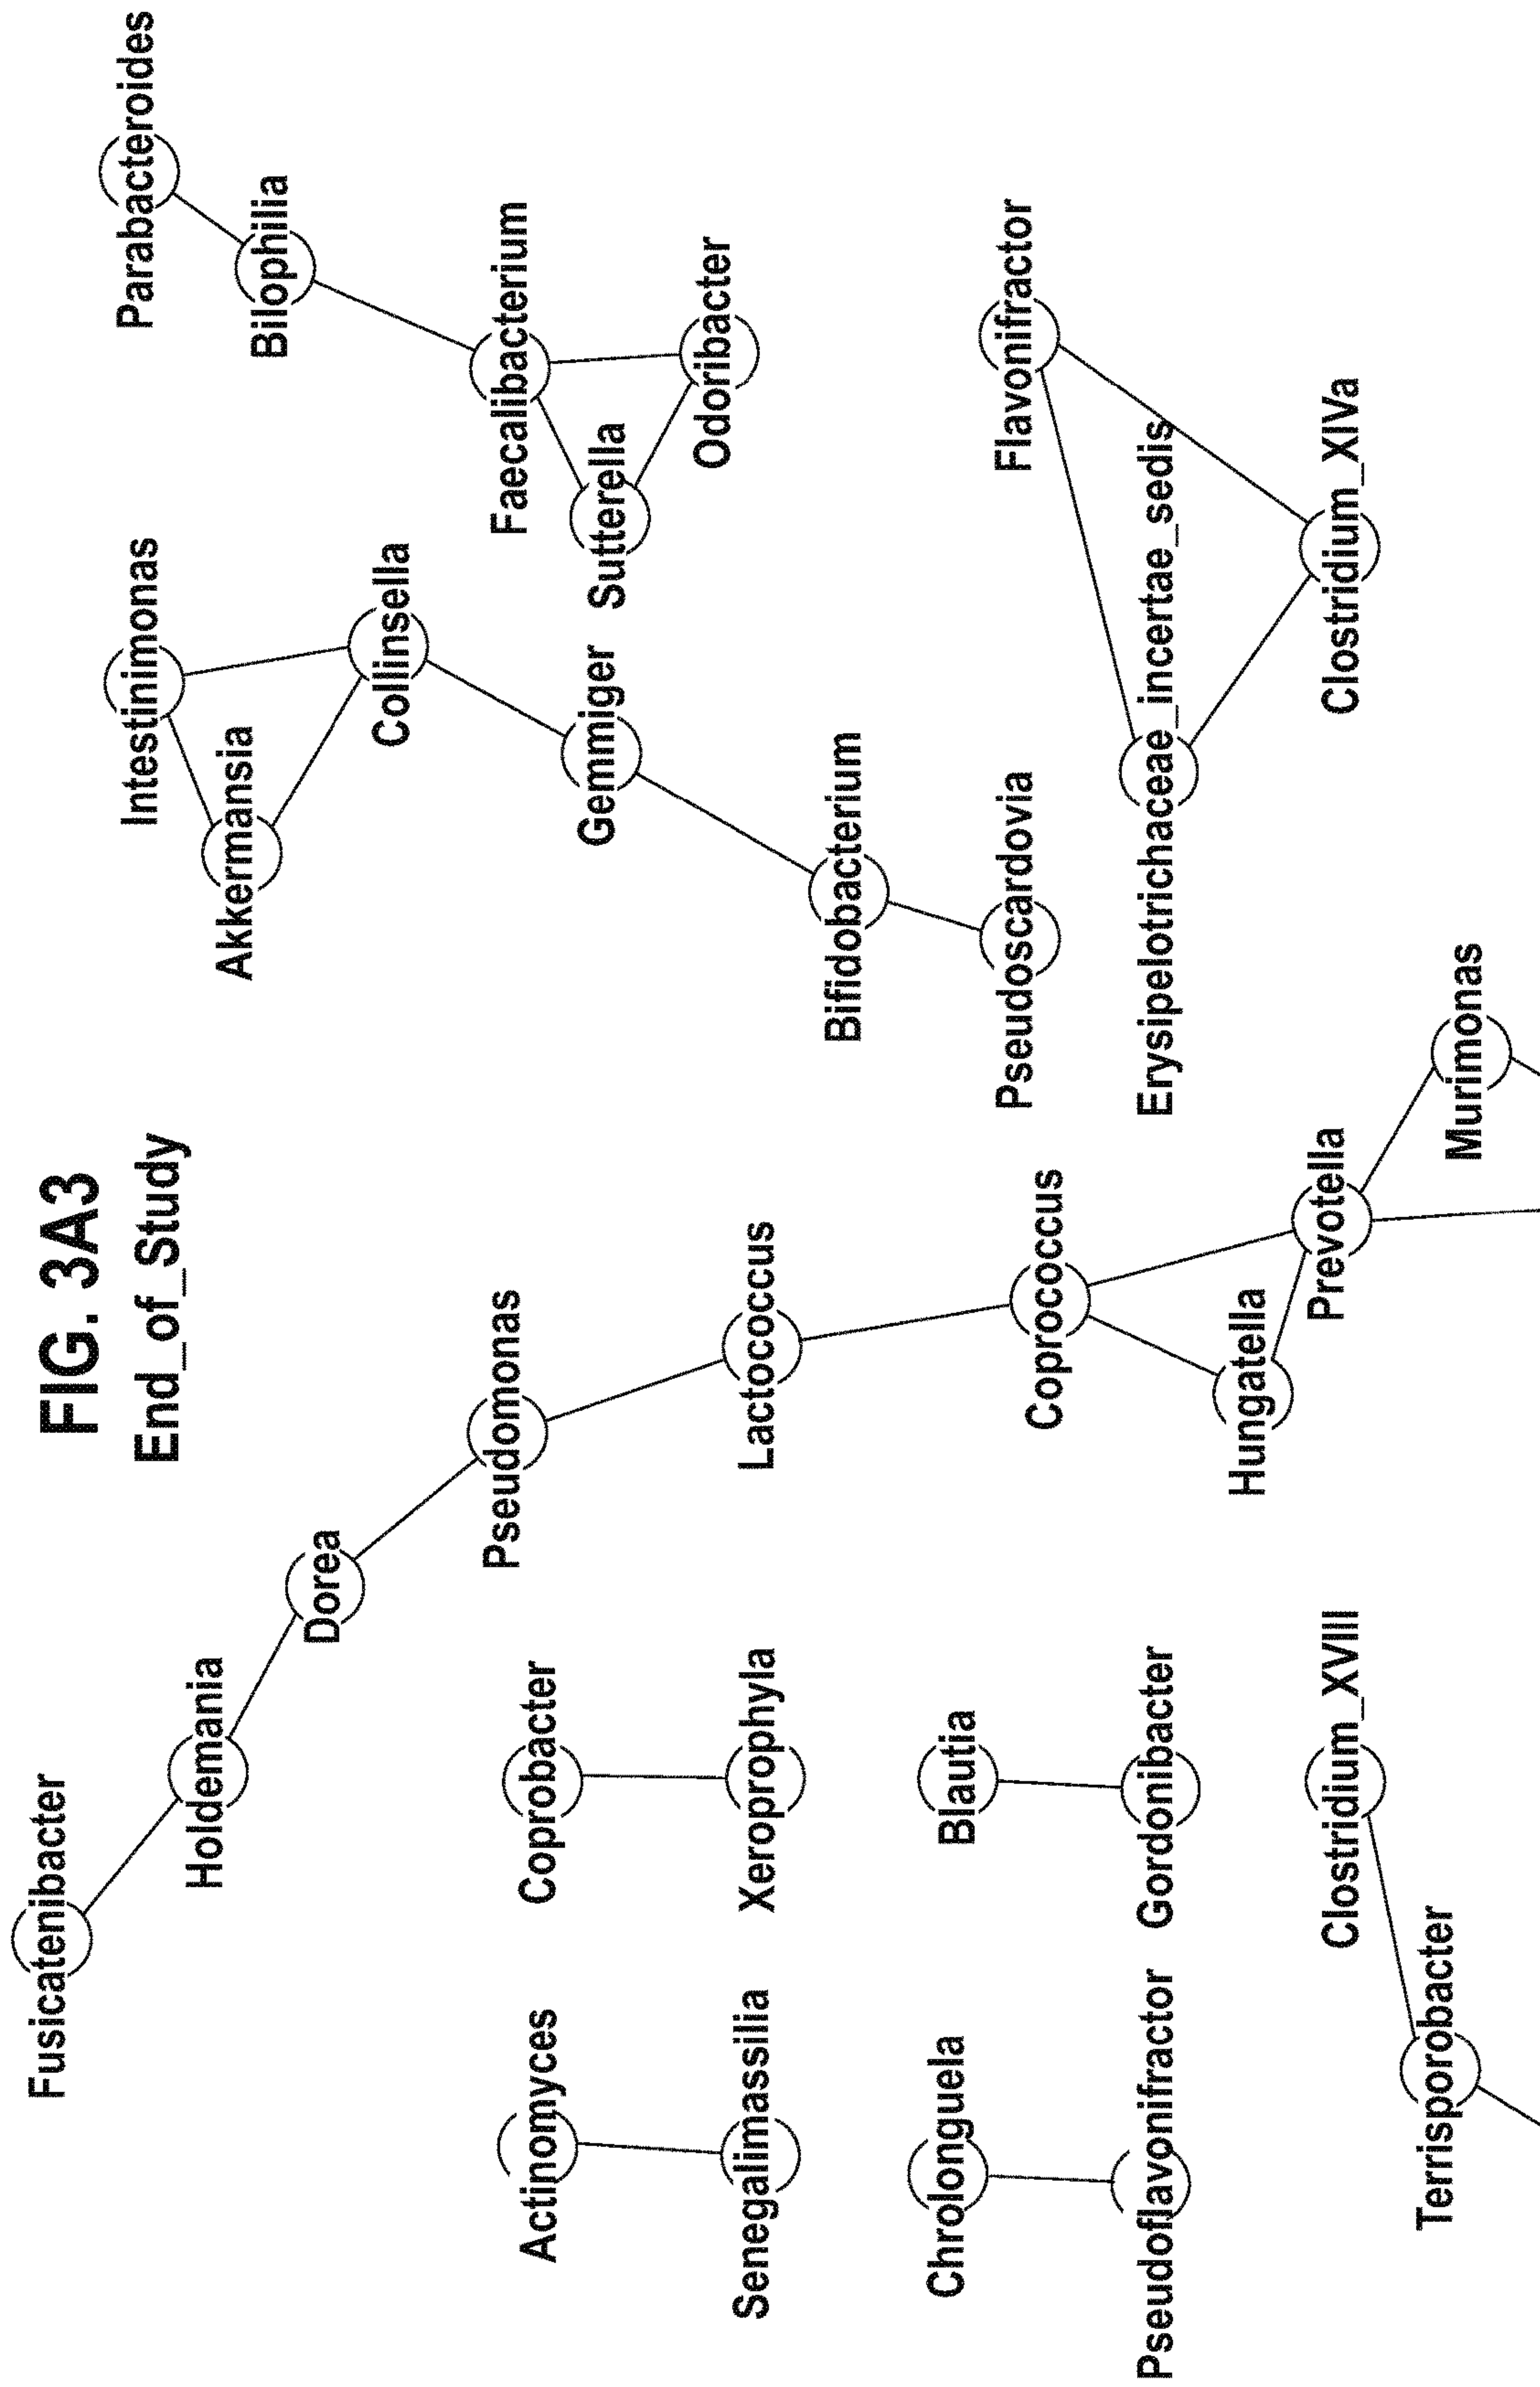 FIG. 3A3
End_of_Study
Fusicatenibacter
Holdemania
Dorea
Pseudomonas
Lactococcus
Coprococcus
Hungatella
Prevotella
Murimonas
Intestinimonas
Akkermansia
Collinsella
Gemmiger
Bifidobacterium
Pseudoscardovia
Parabacteroides
Bilophilia
Faecalibacterium
Sutterella
Odoribacter
Flavonifractor
Erysipelotrichaceae_incertae_sedis
Clostridium_XIVa
Actinomyces
Senegalimassilia
Coprobacter
Xeroprophyla
Chrolonguela
Pseudoflavonifractor
Blautia
Gordonibacter
Clostridium_XVIII
Terrisporobacter